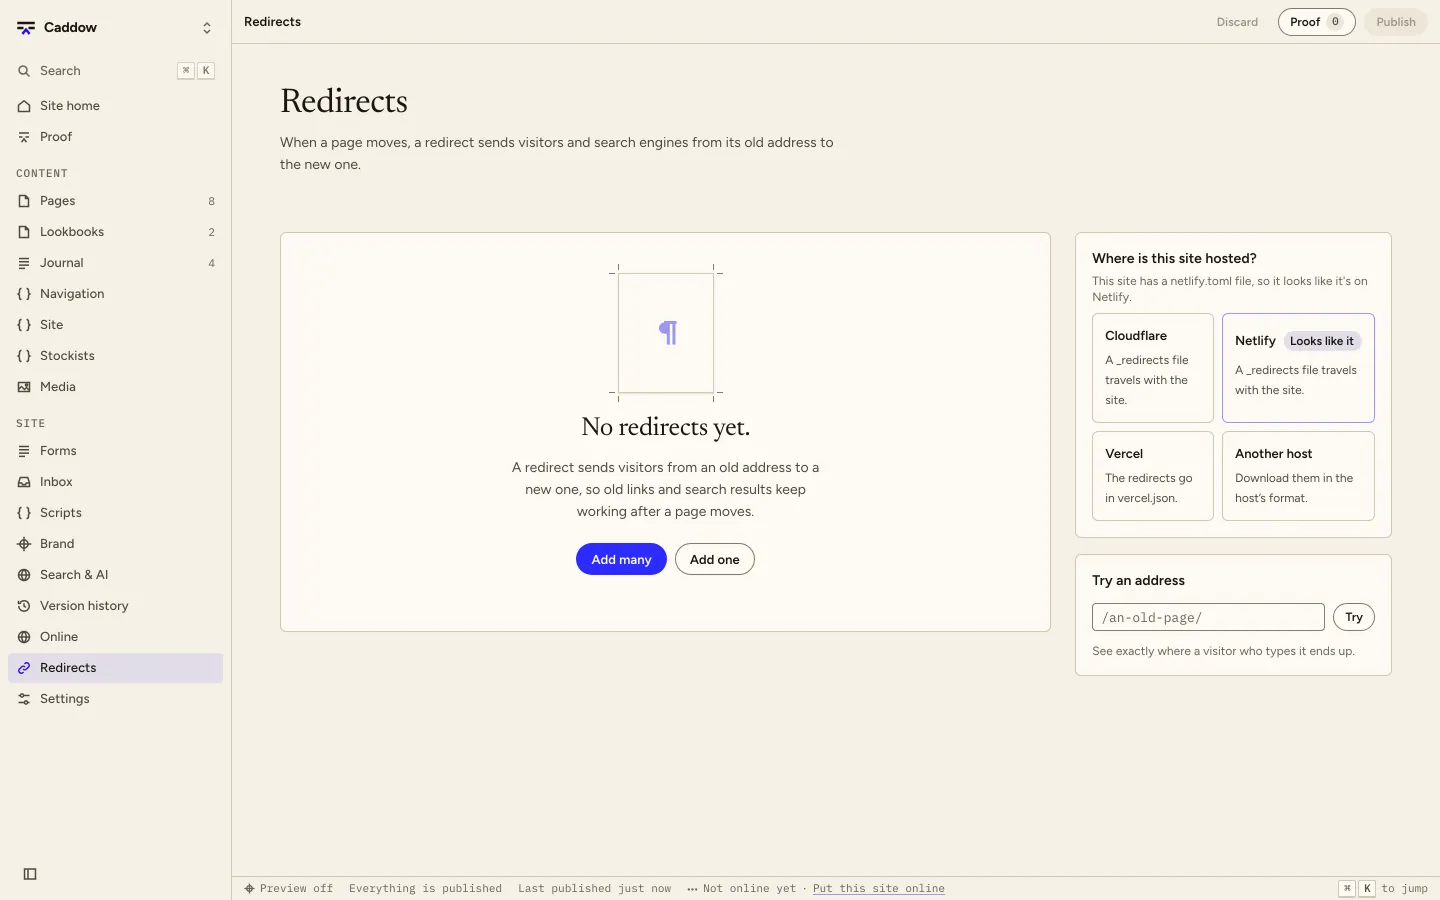 Caddow
Redirects
Discard
Proof 0
Publish
Search ⌘ K
Site home
Proof
CONTENT
Pages 8
Lookbooks 2
Journal 4
Navigation
Site
Stockists
Media
SITE
Forms
Inbox
Scripts
Brand
Search & AI
Version history
Online
Redirects
Settings
Redirects
When a page moves, a redirect sends visitors and search engines from its old address to
the new one.
¶
No redirects yet.
A redirect sends visitors from an old address to a
new one, so old links and search results keep
working after a page moves.
Add many
Add one
Where is this site hosted?
This site has a netlify.toml file, so it looks like it's on
Netlify.
Cloudflare
A _redirects file
travels with the
site.
Netlify Looks like it
A _redirects file travels
with the site.
Vercel
The redirects go
in vercel.json.
Another host
Download them in the
host's format.
Try an address
/an-old-page/
Try
See exactly where a visitor who types it ends up.
Preview off Everything is published Last published just now ··· Not online yet · Put this site online
⌘ K to jump